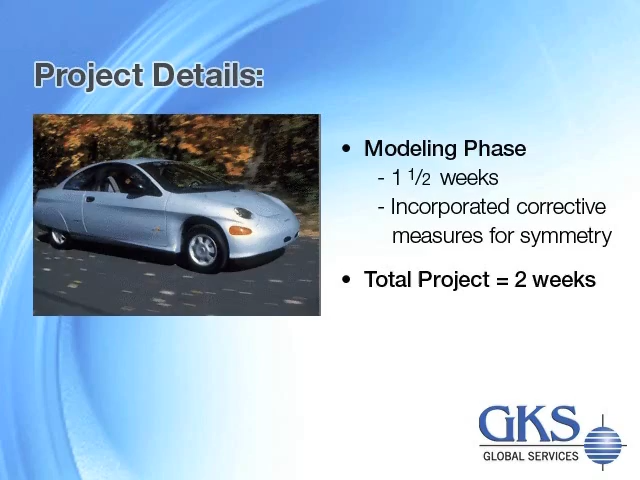 Project Details:
• Modeling Phase
- 1 1/2 weeks
- Incorporated corrective
measures for symmetry
• Total Project = 2 weeks
GKS
GLOBAL SERVICES